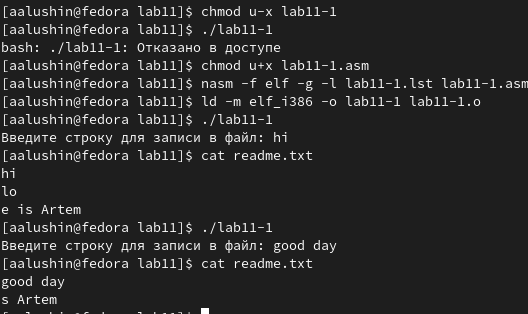 [aalushin@fedora lab11]$ chmod u-x lab11-1
[aalushin@fedora lab11]$ ./lab11-1
bash: ./lab11-1: Отказано в доступе
[aalushin@fedora lab11]$ chmod u+x lab11-1.asm
[aalushin@fedora lab11]$ nasm -f elf -g -l lab11-1.lst lab11-1.asm
[aalushin@fedora lab11]$ ld -m elf_i386 -o lab11-1 lab11-1.o
[aalushin@fedora lab11]$ ./lab11-1
Введите строку для записи в файл: hi
[aalushin@fedora lab11]$ cat readme.txt
hi
lo
e is Artem
[aalushin@fedora lab11]$ ./lab11-1
Введите строку для записи в файл: good day
[aalushin@fedora lab11]$ cat readme.txt
good day
s Artem
[aalushin@fedora lab11]$